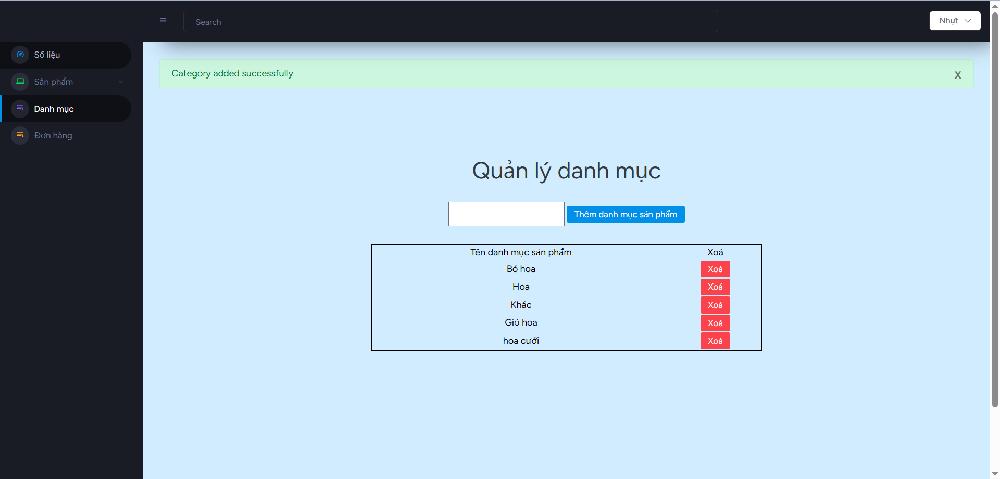 Search
Nhựt
Số liệu
Sản phẩm
Danh mục
Đơn hàng
Category added successfully
x
Quản lý danh mục
Thêm danh mục sản phẩm
Tên danh mục sản phẩm Xoá
Bó hoa Xoá
Hoa Xoá
Khác Xoá
Giỏ hoa Xoá
hoa cưới Xoá